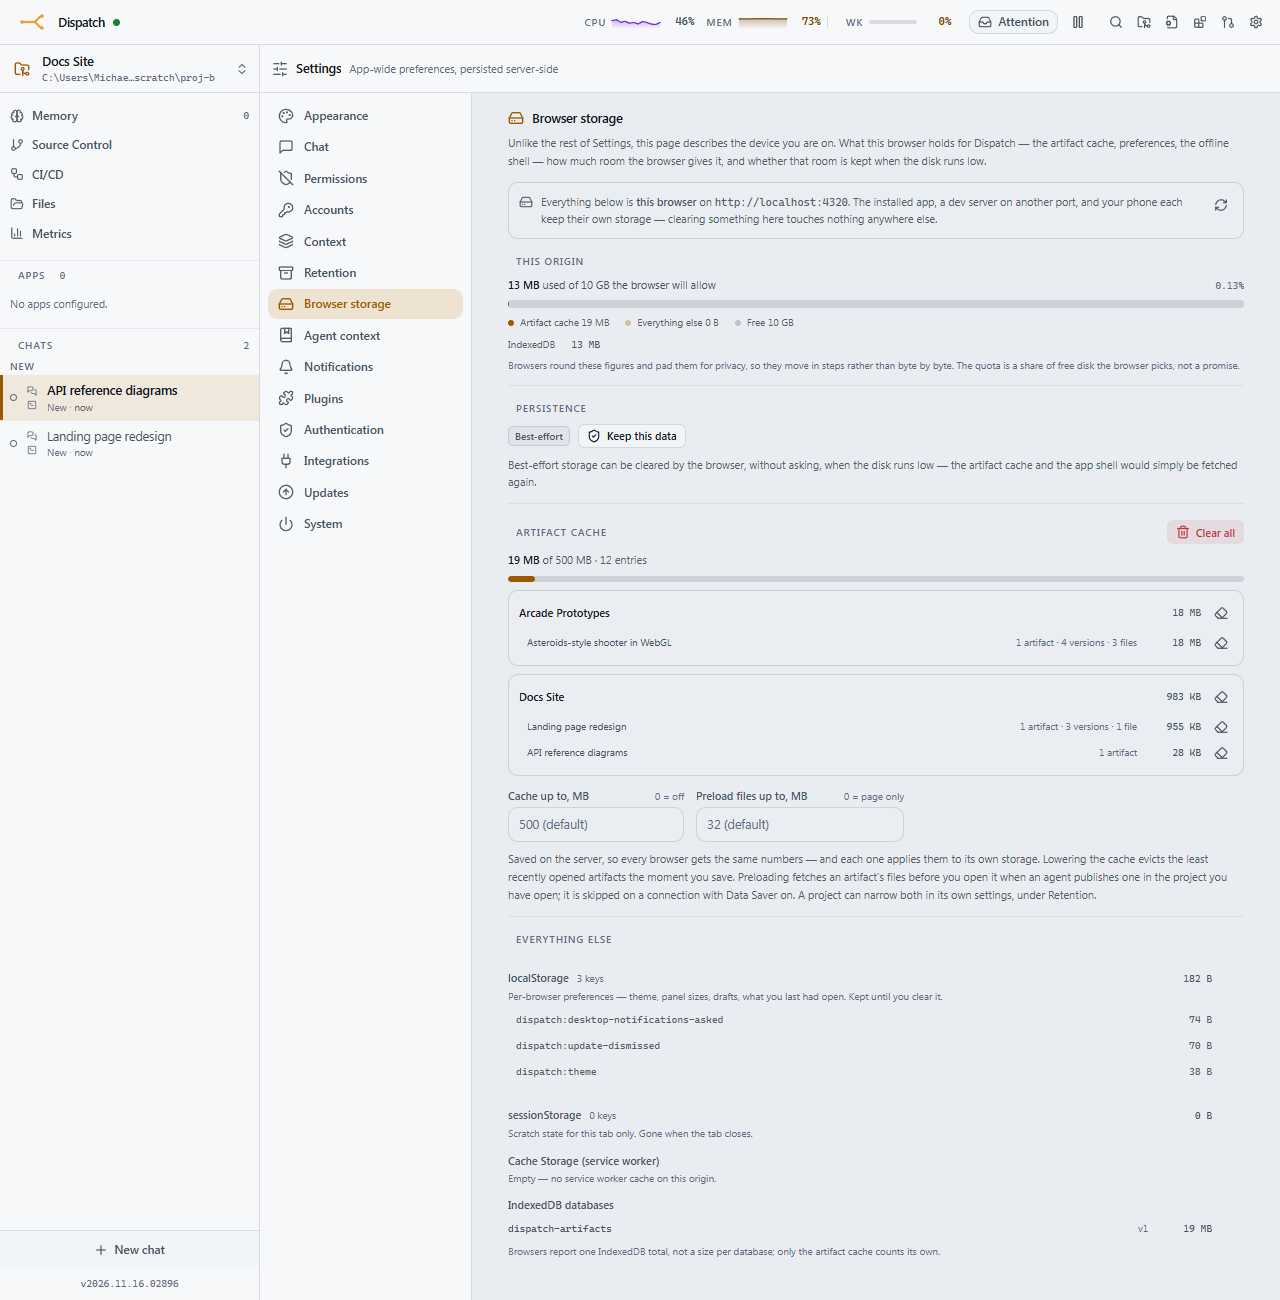 Dispatch
CPU 46% MEM 73% WK 0% Attention
Docs Site
C:\Users\Michae…scratch\proj-b
Settings App-wide preferences, persisted server-side
Memory 0
Source Control
CI/CD
Files
Metrics
APPS 0
No apps configured.
CHATS 2
NEW
API reference diagrams
New · now
Landing page redesign
New · now
New chat
v2026.11.16.02896
Appearance
Chat
Permissions
Accounts
Context
Retention
Browser storage
Agent context
Notifications
Plugins
Authentication
Integrations
Updates
System
Browser storage
Unlike the rest of Settings, this page describes the device you are on. What this browser holds for Dispatch — the artifact cache, preferences, the offline
shell — how much room the browser gives it, and whether that room is kept when the disk runs low.
Everything below is this browser on http://localhost:4320. The installed app, a dev server on another port, and your phone each
keep their own storage — clearing something here touches nothing anywhere else.
THIS ORIGIN
13 MB used of 10 GB the browser will allow 0.13%
Artifact cache 19 MB Everything else 0 B Free 10 GB
IndexedDB 13 MB
Browsers round these figures and pad them for privacy, so they move in steps rather than byte by byte. The quota is a share of free disk the browser picks, not a promise.
PERSISTENCE
Best-effort Keep this data
Best-effort storage can be cleared by the browser, without asking, when the disk runs low — the artifact cache and the app shell would simply be fetched
again.
ARTIFACT CACHE Clear all
19 MB of 500 MB · 12 entries
Arcade Prototypes 18 MB
Asteroids-style shooter in WebGL 1 artifact · 4 versions · 3 files 18 MB
Docs Site 983 KB
Landing page redesign 1 artifact · 3 versions · 1 file 955 KB
API reference diagrams 1 artifact 28 KB
Cache up to, MB 0 = off Preload files up to, MB 0 = page only
500 (default) 32 (default)
Saved on the server, so every browser gets the same numbers — and each one applies them to its own storage. Lowering the cache evicts the least
recently opened artifacts the moment you save. Preloading fetches an artifact's files before you open it when an agent publishes one in the project you
have open; it is skipped on a connection with Data Saver on. A project can narrow both in its own settings, under Retention.
EVERYTHING ELSE
localStorage 3 keys 182 B
Per-browser preferences — theme, panel sizes, drafts, what you last had open. Kept until you clear it.
dispatch:desktop-notifications-asked 74 B
dispatch:update-dismissed 70 B
dispatch:theme 38 B
sessionStorage 0 keys 0 B
Scratch state for this tab only. Gone when the tab closes.
Cache Storage (service worker)
Empty — no service worker cache on this origin.
IndexedDB databases
dispatch-artifacts v1 19 MB
Browsers report one IndexedDB total, not a size per database; only the artifact cache counts its own.